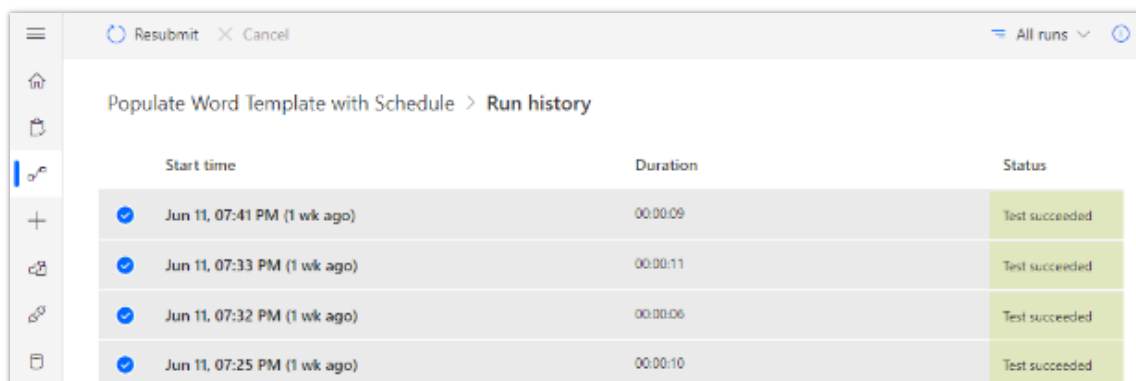 Resubmit Cancel All runs
Populate Word Template with Schedule > Run history
Start time Duration Status
Jun 11, 07:41 PM (1 wk ago) 00:00:09 Test succeeded
Jun 11, 07:33 PM (1 wk ago) 00:00:11 Test succeeded
Jun 11, 07:32 PM (1 wk ago) 00:00:06 Test succeeded
Jun 11, 07:25 PM (1 wk ago) 00:00:10 Test succeeded